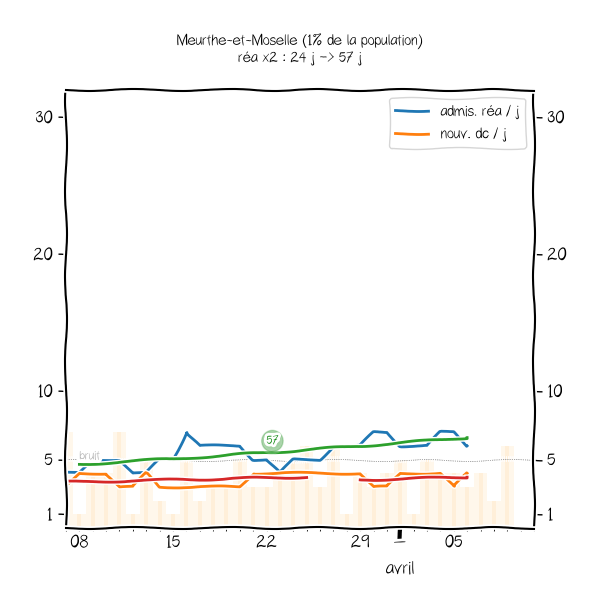 Meurthe-et-Moselle (1% de la population)
réa x2 : 24 j -> 57 j
admis. réa / j
nouv. dc / j
30
30
20
20
10
10
57
bruit
5
5
1
1
08 15 22 29 1 05
avril